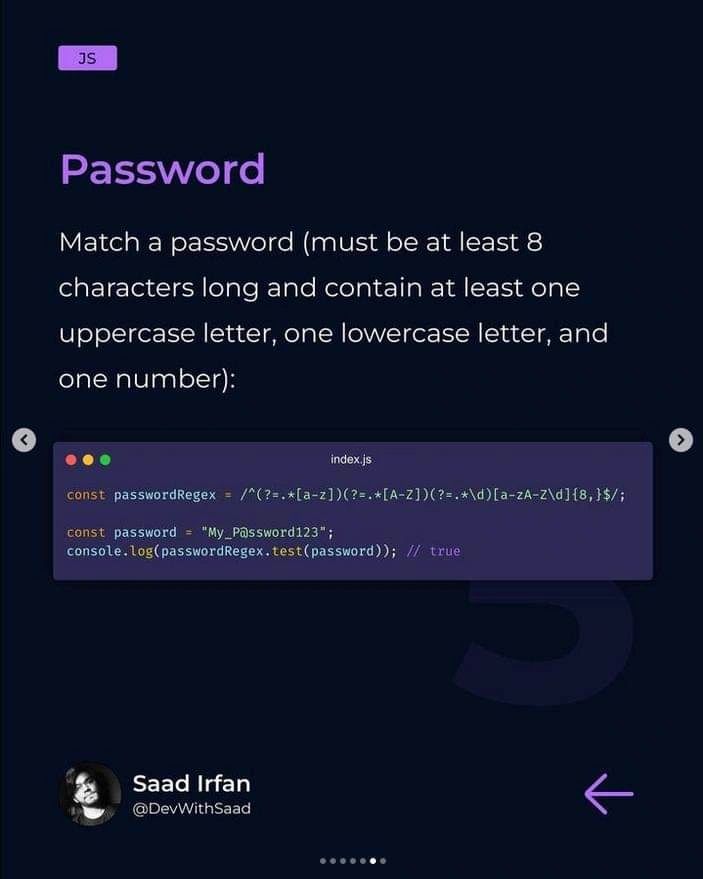 JS
Password
Match a password (must be at least 8
characters long and contain at least one
uppercase letter, one lowercase letter, and
one number):
index.js
const passwordRegex = /^(?=.*[a-z])(?=.*[A-Z])(?=.*\d)[a-zA-Z\d]{8,}$/;
const password = "My_P@ssword123";
console.log(passwordRegex.test(password)); // true
5
Saad Irfan
@DevWithSaad